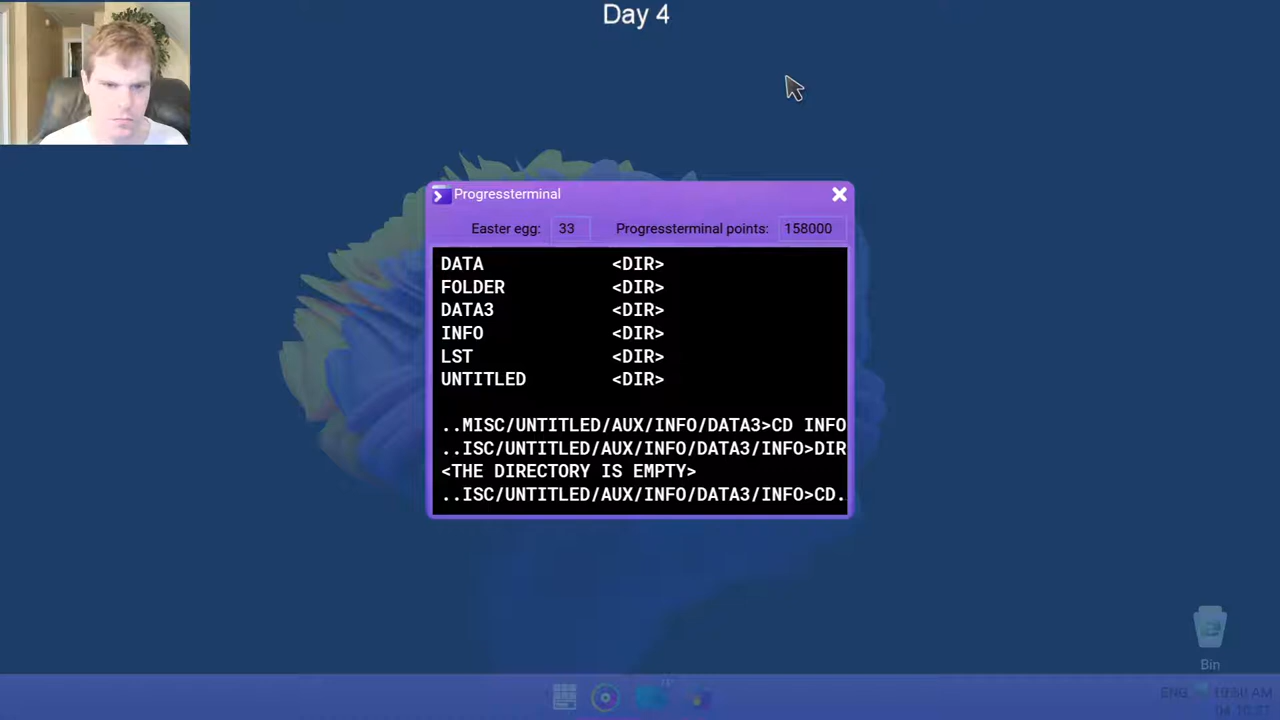 Day 4
Progressterminal
Easter egg: 33 Progressterminal points: 158000
DATA <DIR>
FOLDER <DIR>
DATA3 <DIR>
INFO <DIR>
LST <DIR>
UNTITLED <DIR>
..MISC/UNTITLED/AUX/INFO/DATA3>CD INFO
..ISC/UNTITLED/AUX/INFO/DATA3/INFO>DIR
<THE DIRECTORY IS EMPTY>
..ISC/UNTITLED/AUX/INFO/DATA3/INFO>CD.
Bin
ENG
AM